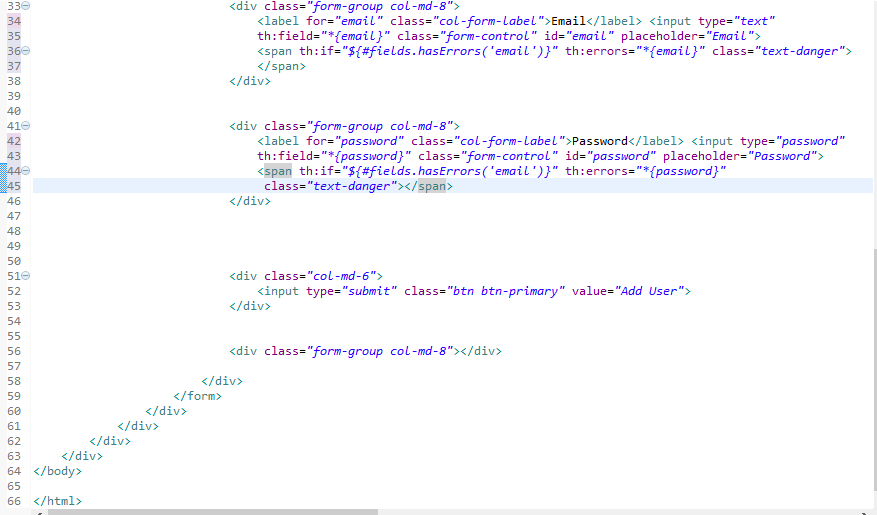 33 <div class="form-group col-md-8">
34 <label for="email" class="col-form-label">Email</label> <input type="text"
35 th:field="*{email}" class="form-control" id="email" placeholder="Email">
36 <span th:if="${#fields.hasErrors('email')}" th:errors="*{email}" class="text-danger">
37 </span>
38 </div>
39
40
41 <div class="form-group col-md-8">
42 <label for="password" class="col-form-label">Password</label> <input type="password"
43 th:field="*{password}" class="form-control" id="password" placeholder="Password">
44 <span th:if="${#fields.hasErrors('email')}" th:errors="*{password}"
45 class="text-danger"></span>
46 </div>
47
48
49
50
51 <div class="col-md-6">
52 <input type="submit" class="btn btn-primary" value="Add User">
53 </div>
54
55
56 <div class="form-group col-md-8"></div>
57
58 </div>
59 </form>
60 </div>
61 </div>
62 </div>
63 </div>
64 </body>
65
66 </html>